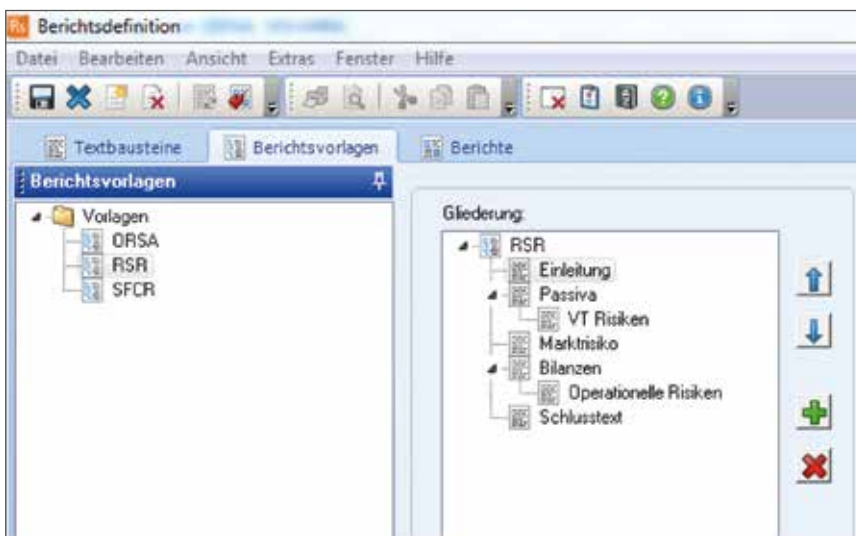 Rs Berichtsdefinition
Datei Bearbeiten Ansicht Extras Fenster Hilfe
Textbausteine Berichtsvorlagen Berichte
Berichtsvorlagen
Vorlagen
ORSA
RSR
SFCR
Gliederung:
RSR
Einleitung
Passiva
VT Risiken
Marktrisiko
Bilanzen
Operationelle Risiken
Schlusstext